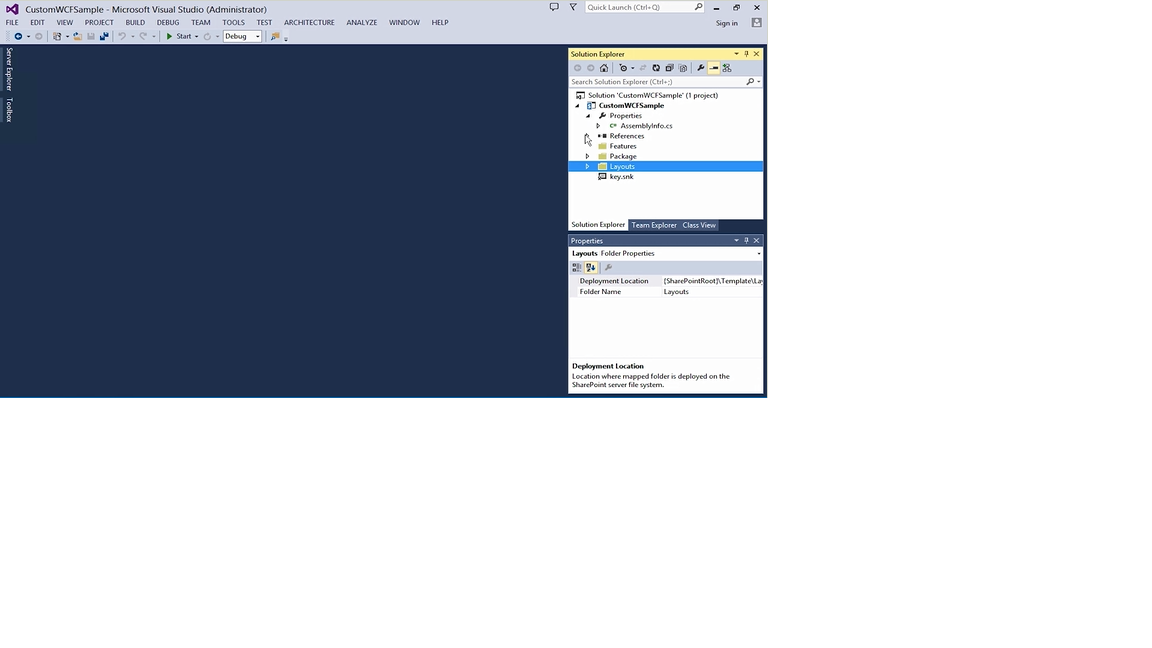 CustomWCFSample - Microsoft Visual Studio (Administrator)
Quick Launch (Ctrl+Q)
FILE EDIT VIEW PROJECT BUILD DEBUG TEAM TOOLS TEST ARCHITECTURE ANALYZE WINDOW HELP
Sign in
Start
Debug
Server Explorer
Toolbox
Solution Explorer
Search Solution Explorer (Ctrl+;)
Solution 'CustomWCFSample' (1 project)
CustomWCFSample
Properties
C# AssemblyInfo.cs
References
Features
Package
Layouts
key.snk
Solution Explorer Team Explorer Class View
Properties
Layouts Folder Properties
Deployment Location [SharePointRoot]\Template\Lay
Folder Name Layouts
Deployment Location
Location where mapped folder is deployed on the
SharePoint server file system.